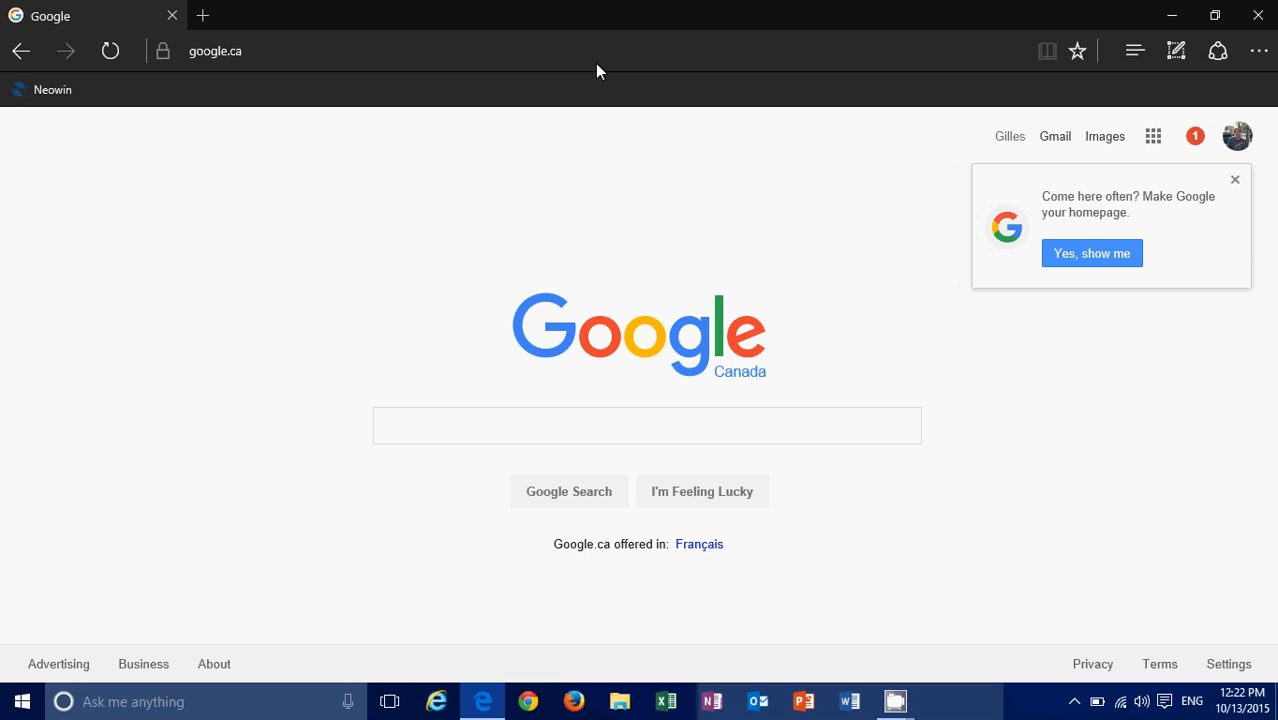 Google
google.ca
Neowin
Gilles Gmail Images 1
Come here often? Make Google
your homepage.
Yes, show me
Google
Canada
Google Search I'm Feeling Lucky
Google.ca offered in: Français
Advertising Business About Privacy Terms Settings
Ask me anything ENG 12:22 PM
10/13/2015